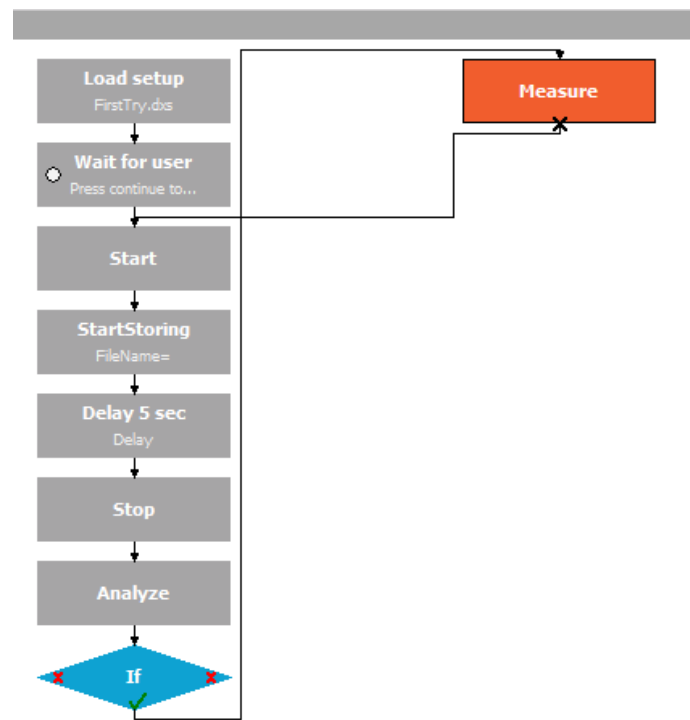 Load setup
FirstTry.dxs
Wait for user
Press continue to...
Start
StartStoring
FileName=
Delay 5 sec
Delay
Stop
Analyze
If
Measure